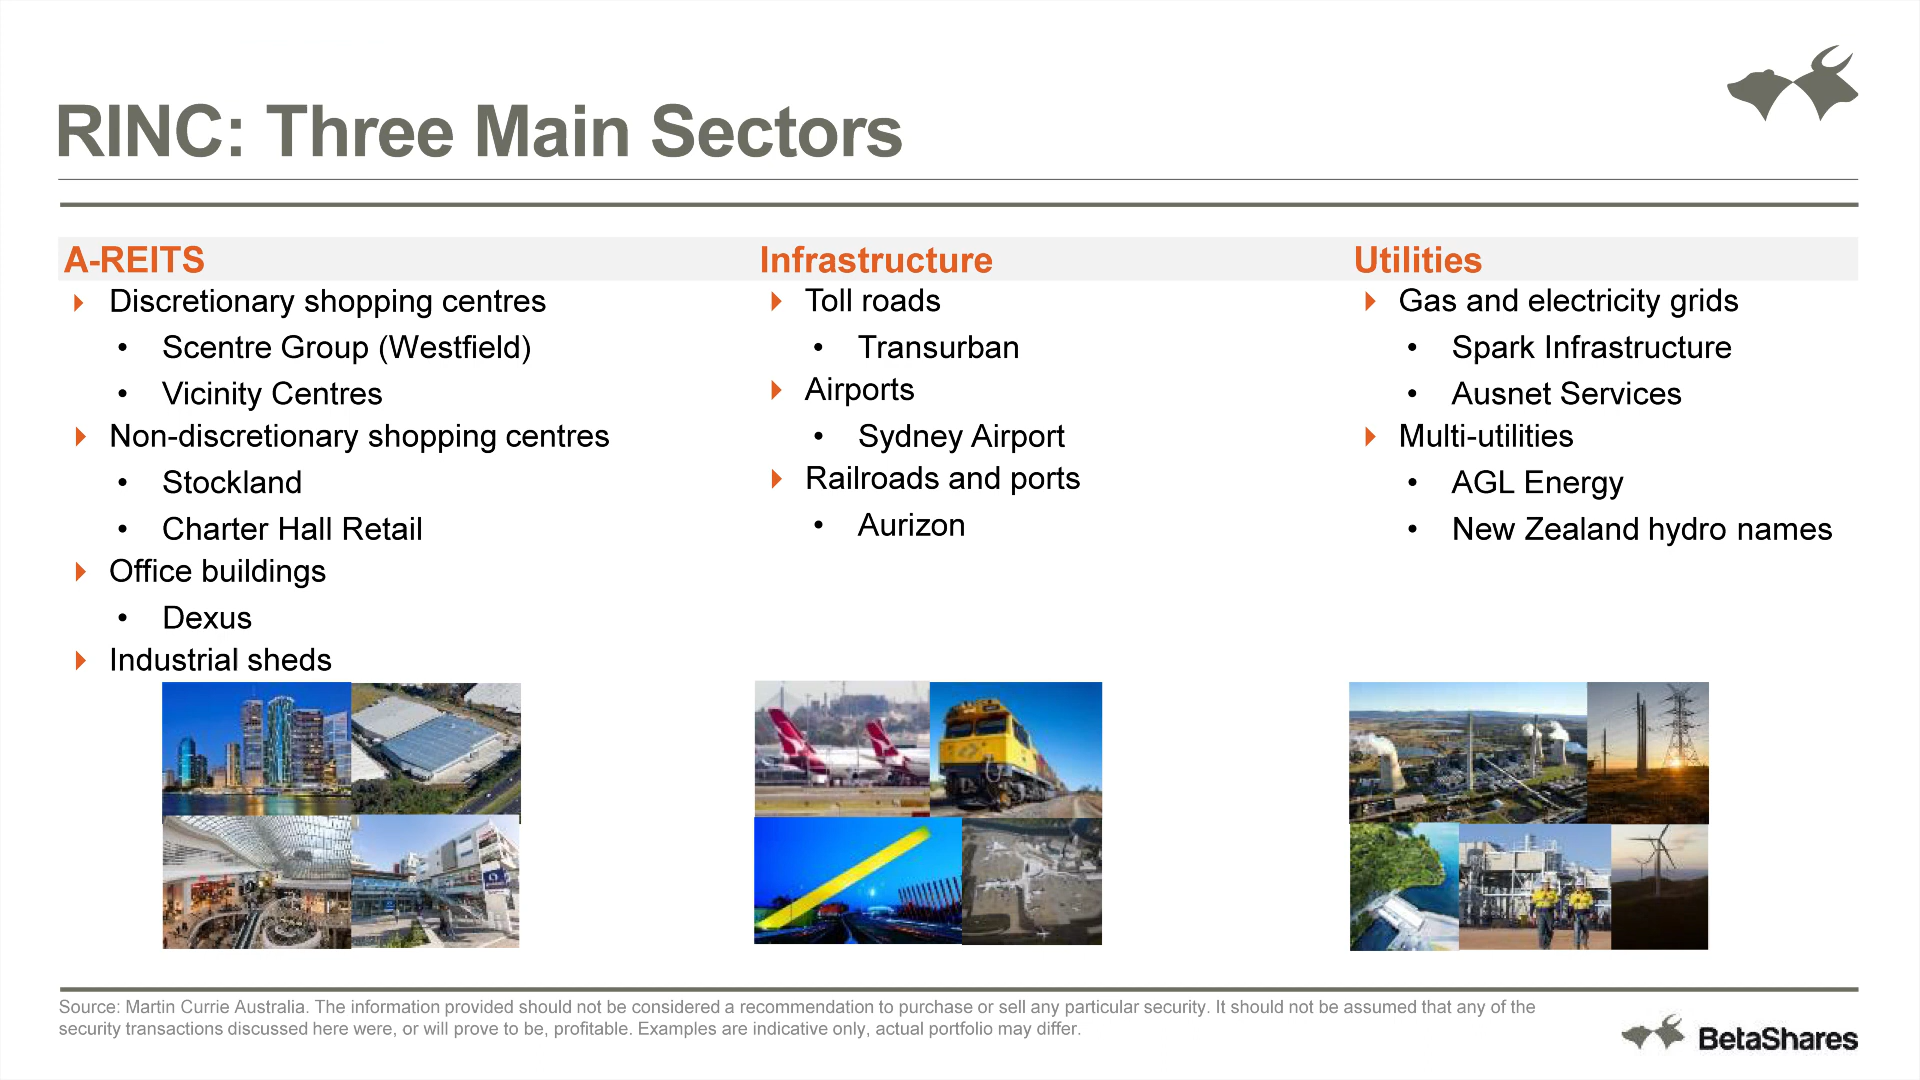 RINC: Three Main Sectors
A-REITS
Discretionary shopping centres
• Scentre Group (Westfield)
• Vicinity Centres
Non-discretionary shopping centres
• Stockland
• Charter Hall Retail
Office buildings
• Dexus
Industrial sheds
Infrastructure
Toll roads
• Transurban
Airports
• Sydney Airport
Railroads and ports
• Aurizon
Utilities
Gas and electricity grids
• Spark Infrastructure
• Ausnet Services
Multi-utilities
• AGL Energy
• New Zealand hydro names
Source: Martin Currie Australia. The information provided should not be considered a recommendation to purchase or sell any particular security. It should not be assumed that any of the
security transactions discussed here were, or will prove to be, profitable. Examples are indicative only, actual portfolio may differ.
BetaShares